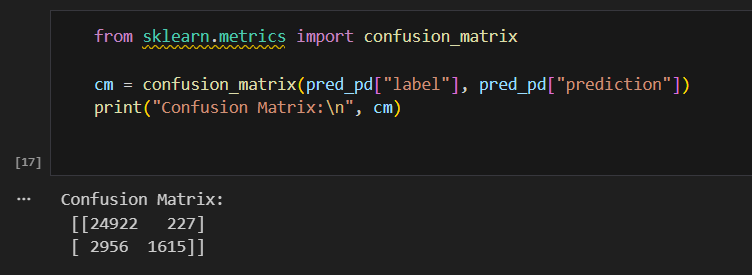 from sklearn.metrics import confusion_matrix
cm = confusion_matrix(pred_pd["label"], pred_pd["prediction"])
print("Confusion Matrix:\n", cm)
[17]
... Confusion Matrix:
[[24922   227]
[ 2956  1615]]